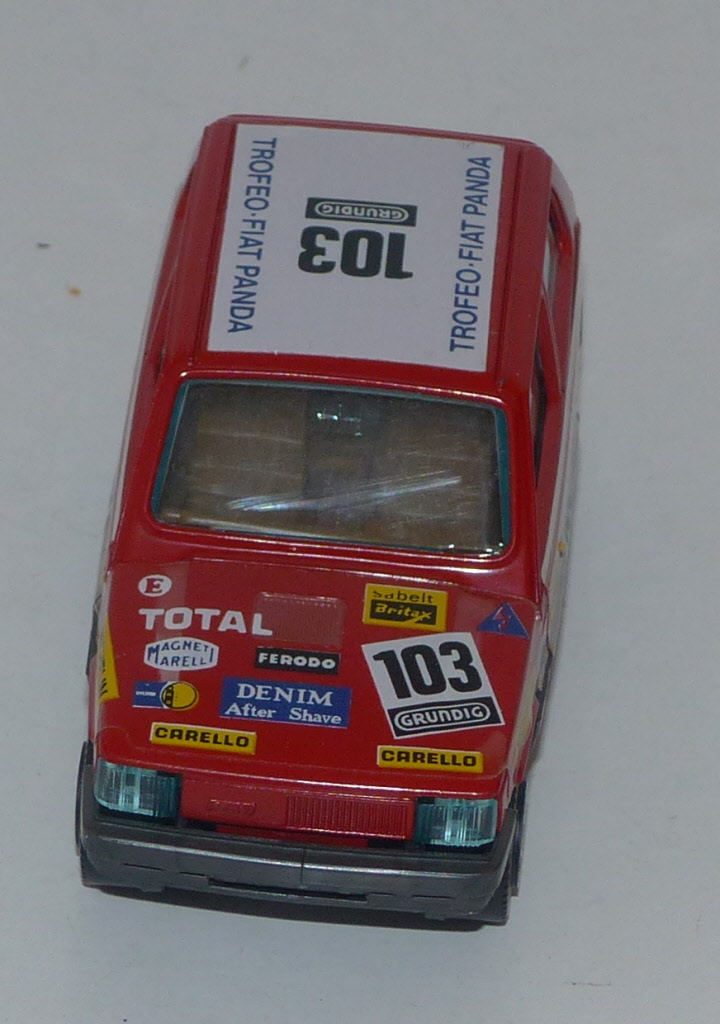 TROFEO·FIAT PANDA
GRUNDIG
103
TROFEO·FIAT PANDA
E
TOTAL
Sabelt
Britax
MAGNETI
MARELLI
FERODO
103
GRUNDIG
DENIM
After Shave
CARELLO
CARELLO